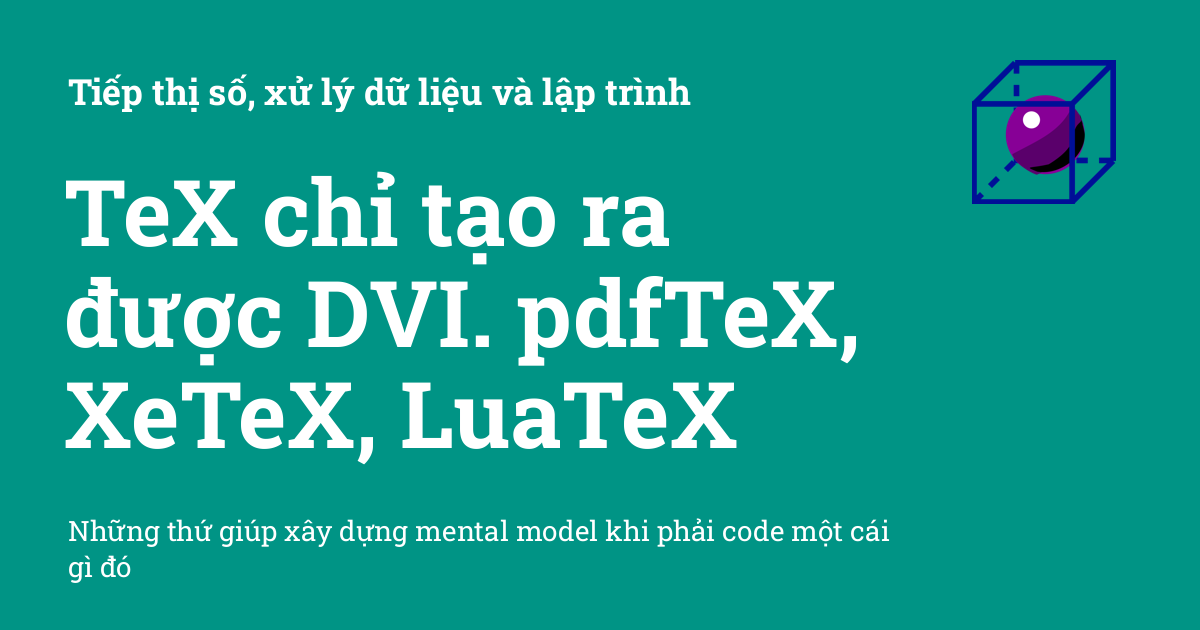 Tiếp thị số, xử lý dữ liệu và lập trình
TeX chỉ tạo ra
được DVI. pdfTeX,
XeTeX, LuaTeX
Những thứ giúp xây dựng mental model khi phải code một cái
gì đó